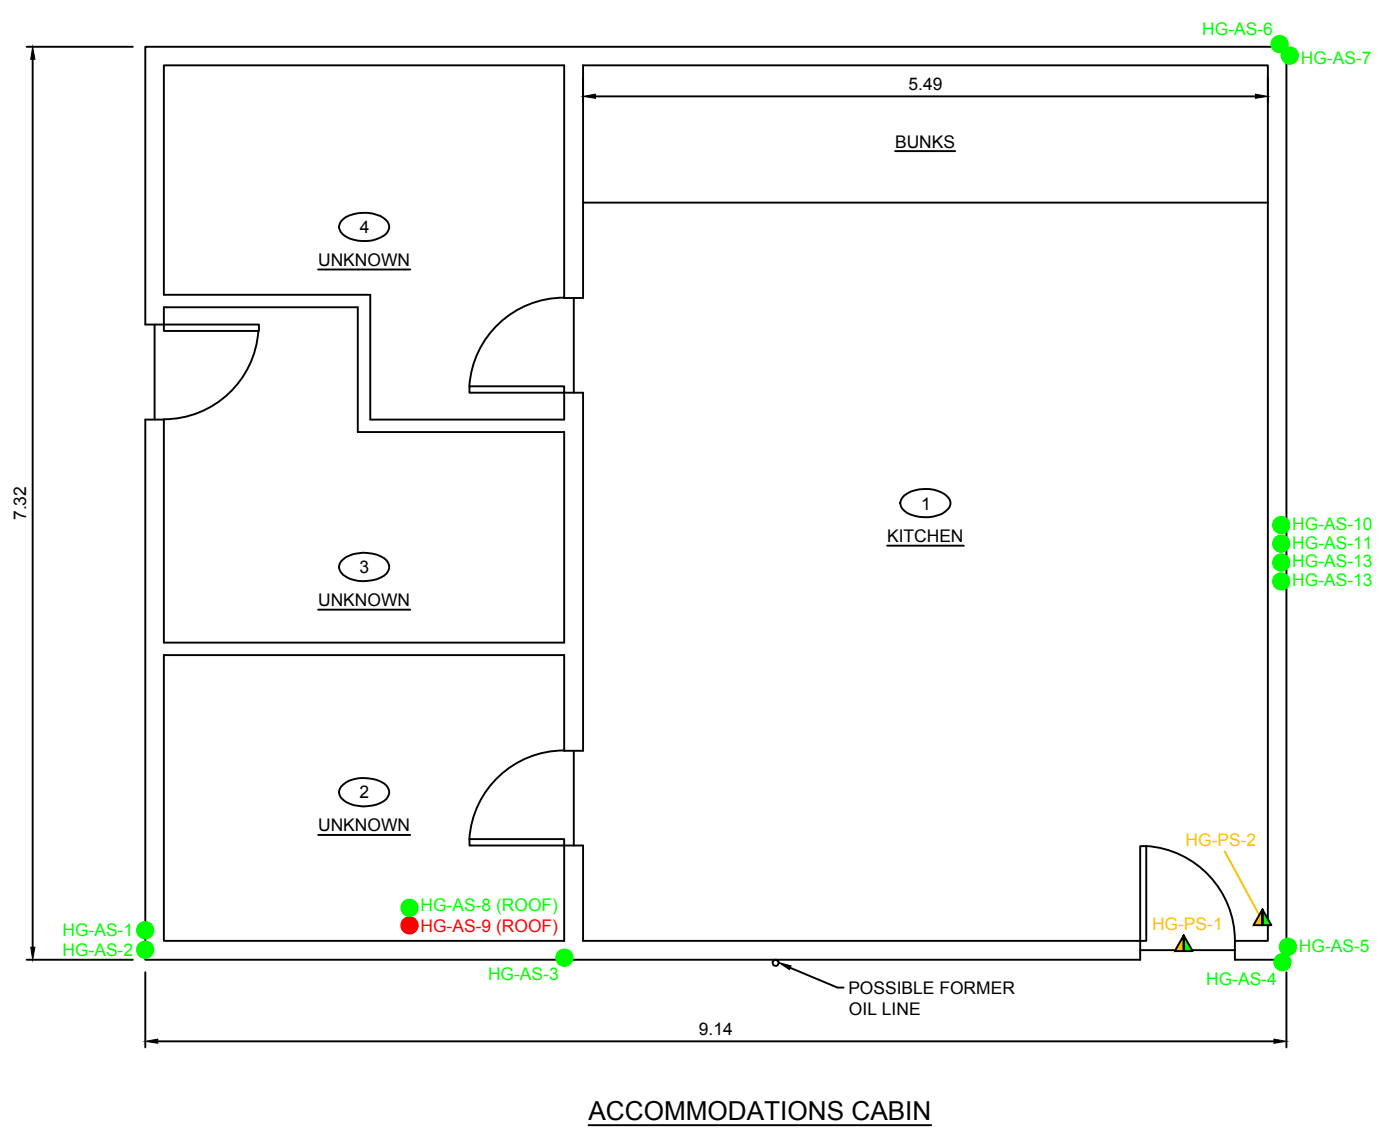 HG-AS-6
HG-AS-7
5.49
BUNKS
4
UNKNOWN
7.32
1
KITCHEN
HG-AS-10
HG-AS-11
HG-AS-13
HG-AS-13
3
UNKNOWN
2
UNKNOWN
HG-PS-2
HG-AS-8 (ROOF)
HG-AS-9 (ROOF)
HG-PS-1
HG-AS-1
HG-AS-2
HG-AS-3
HG-AS-5
HG-AS-4
POSSIBLE FORMER
OIL LINE
9.14
ACCOMMODATIONS CABIN